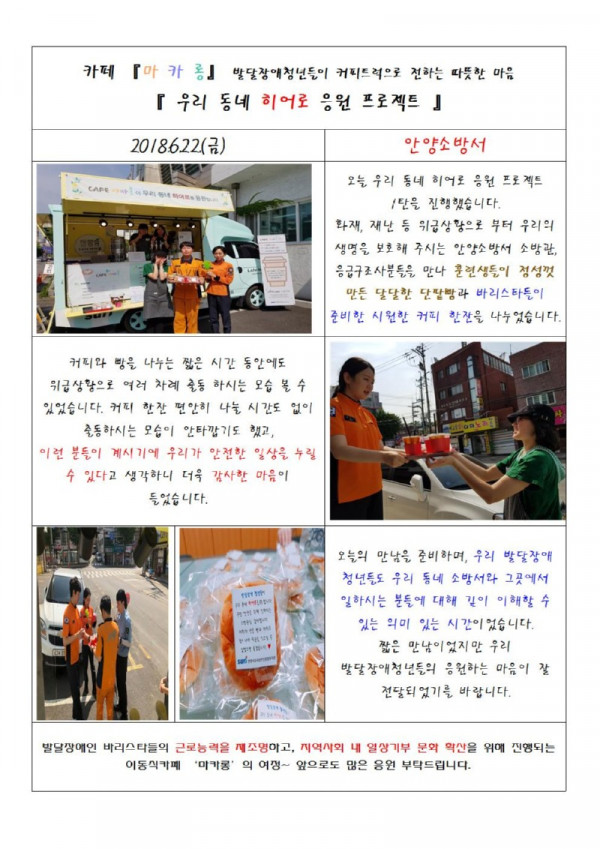 카페 『마카롱』 발달장애청년들이 커피트럭으로 전하는 따뜻한 마음
『 우리 동네 히어로 응원 프로젝트 』
2018.6.22.(금)
안양소방서
오늘 우리 동네 히어로 응원 프로젝트
1탄을 진행했습니다.
화재, 재난 등 위급상황으로 부터 우리의
생명을 보호해 주시는 안양소방서 소방관,
응급구조사분들을 만나 훈련생들이 정성껏
만든 달달한 단팥빵과 바리스타들이
준비한 시원한 커피 한잔을 나누었습니다.
커피와 빵을 나누는 짧은 시간 동안에도
위급상황으로 여러 차례 출동 하시는 모습 볼 수
있었습니다. 커피 한잔 편안히 나눌 시간도 없이
출동하시는 모습이 안타깝기도 했고,
이런 분들이 계시기에 우리가 안전한 일상을 누릴
수 있다고 생각하니 더욱 감사한 마음이
들었습니다.
오늘의 만남을 준비하며, 우리 발달장애
청년들도 우리 동네 소방서와 그곳에서
일하시는 분들에 대해 깊이 이해할 수
있는 의미 있는 시간이었습니다.
짧은 만남이었지만 우리
발달장애청년들의 응원하는 마음이 잘
전달되었기를 바랍니다.
발달장애인 바리스타들의 근로능력을 재조명하고, 지역사회 내 일상기부 문화 확산을 위해 진행되는
이동식카페 '마카롱'의 여정~ 앞으로도 많은 응원 부탁드립니다.